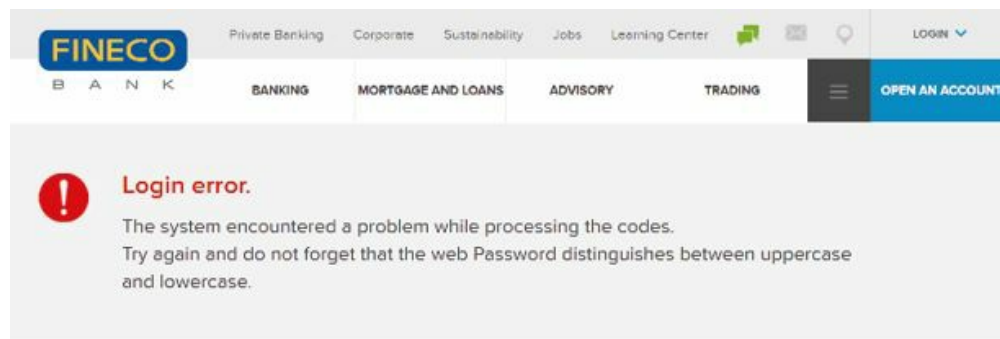 FINECO
BANK
Private Banking Corporate Sustainability Jobs Learning Center LOGIN
BANKING MORTGAGE AND LOANS ADVISORY TRADING OPEN AN ACCOUNT
Login error.
The system encountered a problem while processing the codes.
Try again and do not forget that the web Password distinguishes between uppercase
and lowercase.